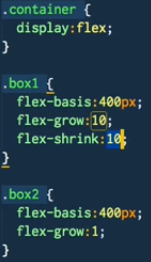 .container {
display:flex;
}
.box1 {
flex-basis:400px;
flex-grow:10;
flex-shrink:10;
}
.box2 {
flex-basis:400px;
flex-grow:1;
}